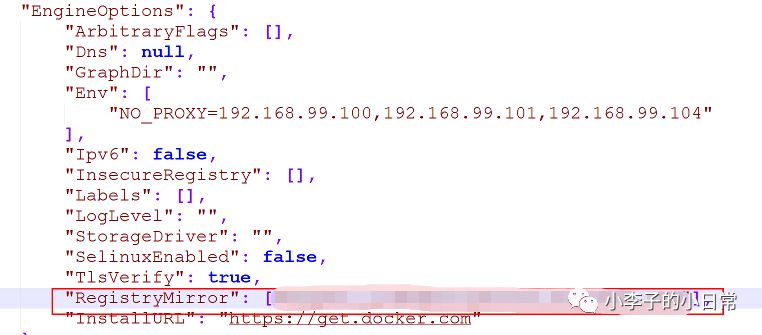 "EngineOptions": {
"ArbitraryFlags": [],
"Dns": null,
"GraphDir": "",
"Env": [
"NO_PROXY=192.168.99.100,192.168.99.101,192.168.99.104"
],
"Ipv6": false,
"InsecureRegistry": [],
"Labels": [],
"LogLevel": "",
"StorageDriver": "",
"SelinuxEnabled": false,
"TlsVerify": true,
"RegistryMirror": [ ],
"InstallURL": "https://get.docker.com"
小李子的小日常